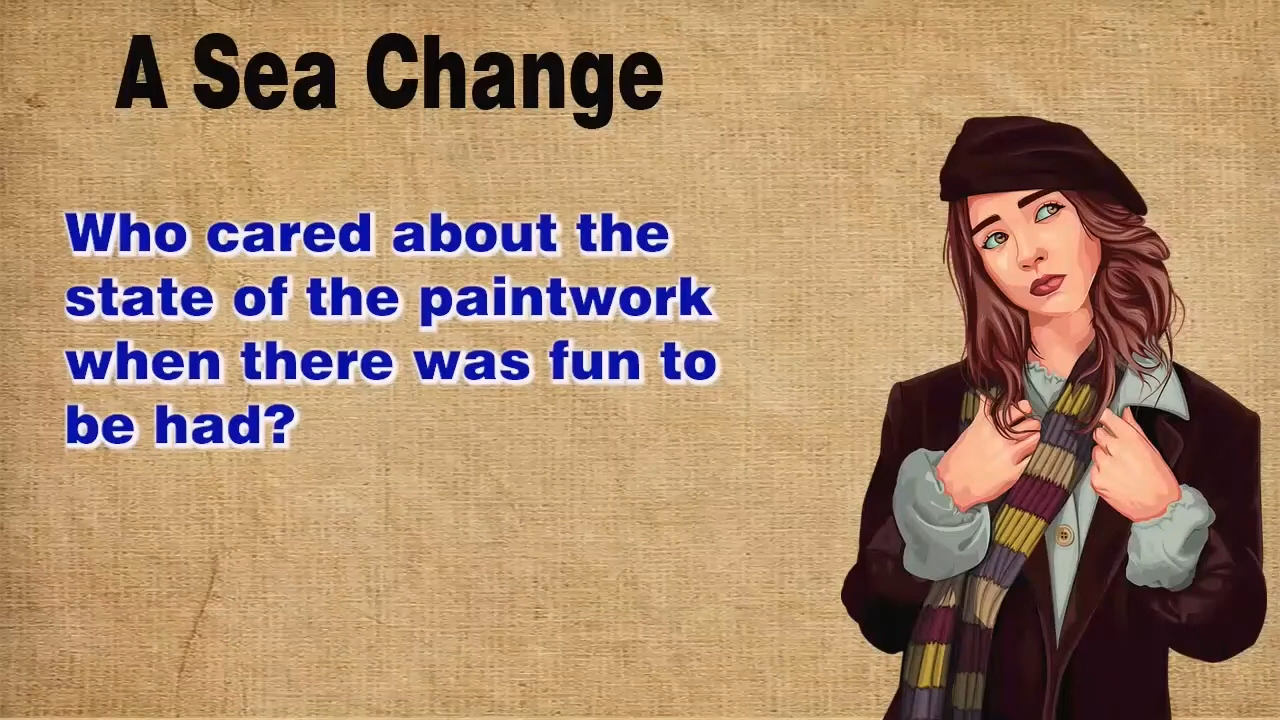 A Sea Change
Who cared about the
state of the paintwork
when there was fun to
be had?